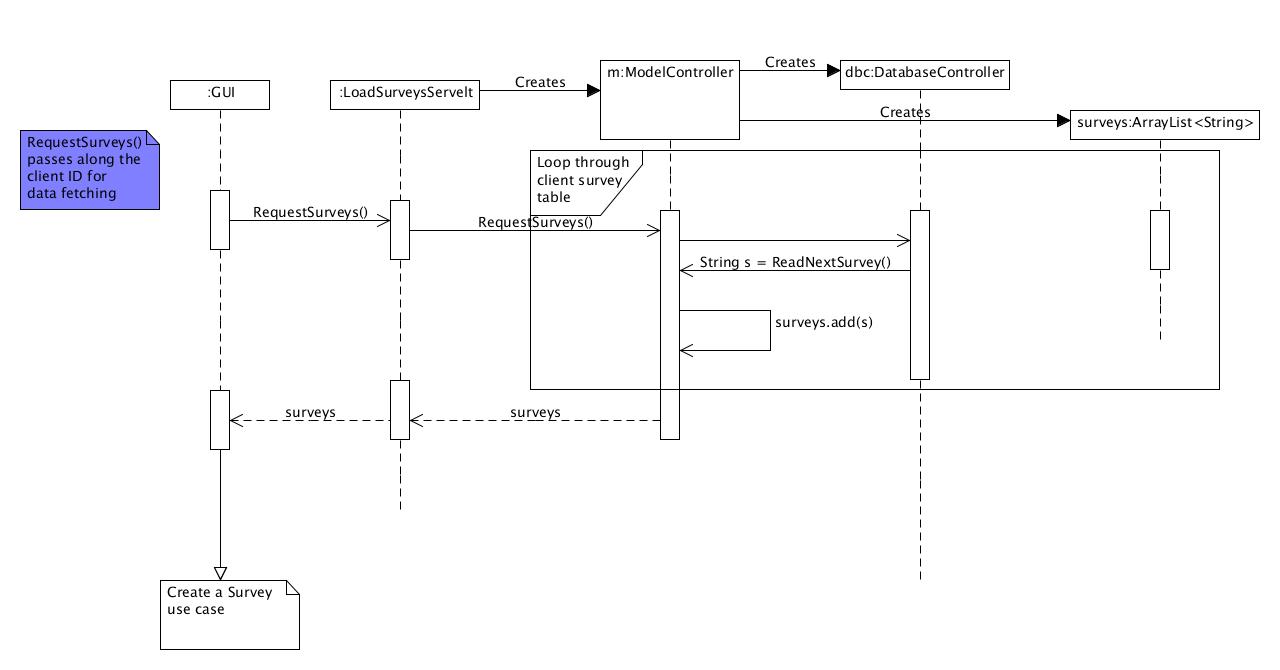 m:ModelController
Creates
dbc:DatabaseController
:GUI
:LoadSurveysServelt
Creates
Creates
surveys:ArrayList<String>
RequestSurveys()
passes along the
client ID for
data fetching
Loop through
client survey
table
RequestSurveys()
RequestSurveys()
String s = ReadNextSurvey()
surveys.add(s)
surveys
surveys
Create a Survey
use case